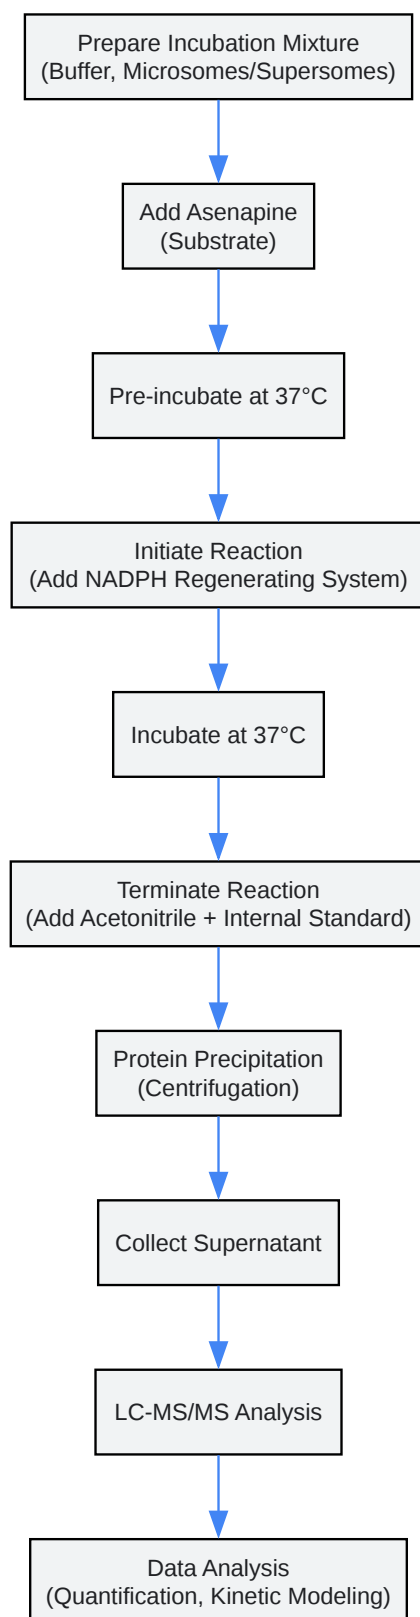 Prepare Incubation Mixture
(Buffer, Microsomes/Supersomes)
Add Asenapine
(Substrate)
Pre-incubate at 37°C
Initiate Reaction
(Add NADPH Regenerating System)
Incubate at 37°C
Terminate Reaction
(Add Acetonitrile + Internal Standard)
Protein Precipitation
(Centrifugation)
Collect Supernatant
LC-MS/MS Analysis
Data Analysis
(Quantification, Kinetic Modeling)